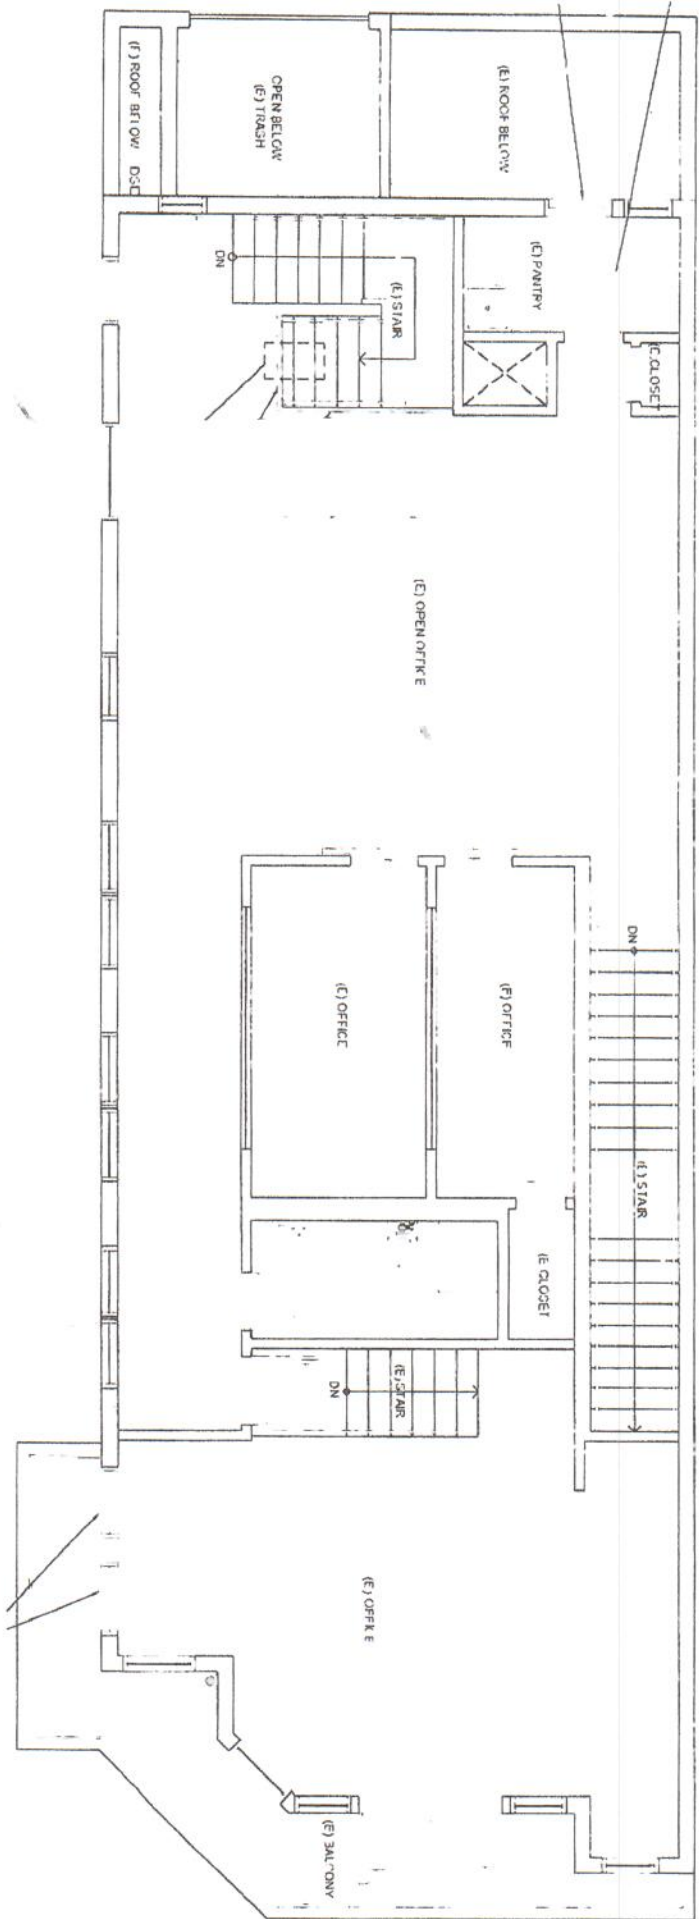 (E) ROOF BELOW DSD
OPEN BELOW
(E) TRASH
(E) ROOF BELOW
(E) PANTRY
(E) CLOSET
DN
(E) STAIR
(E) OPEN OFFICE
DN
(E) STAIR
(E) OFFICE
(E) OFFICE
(E) CLOSET
(E) STAIR
DN
(E) OFFICE
(E) BALCONY